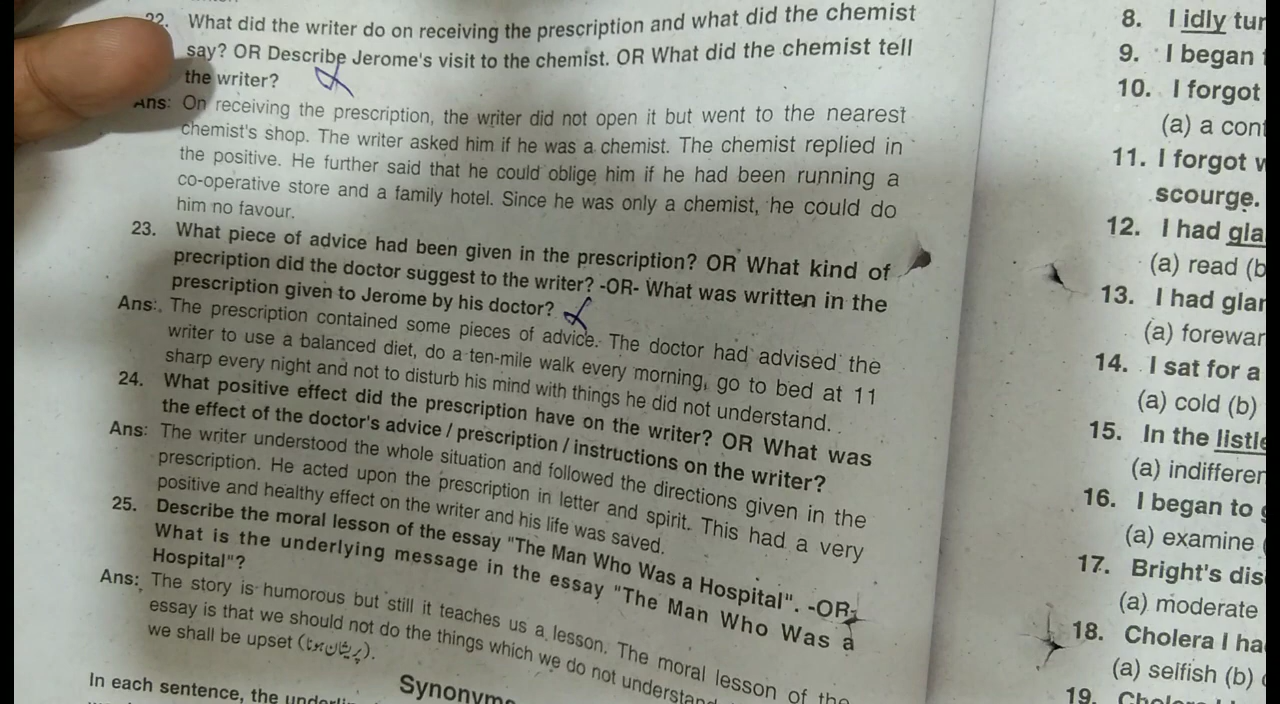 22. What did the writer do on receiving the prescription and what did the chemist
say? OR Describe Jerome's visit to the chemist. OR What did the chemist tell
the writer?
Ans: On receiving the prescription, the writer did not open it but went to the nearest
chemist's shop. The writer asked him if he was a chemist. The chemist replied in
the positive. He further said that he could oblige him if he had been running a
co-operative store and a family hotel. Since he was only a chemist, he could do
him no favour.
23. What piece of advice had been given in the prescription? OR What kind of
precription did the doctor suggest to the writer? -OR- What was written in the
prescription given to Jerome by his doctor?
Ans: The prescription contained some pieces of advice. The doctor had advised the
writer to use a balanced diet, do a ten-mile walk every morning, go to bed at 11
sharp every night and not to disturb his mind with things he did not understand.
24. What positive effect did the prescription have on the writer? OR What was
the effect of the doctor's advice / prescription / instructions on the writer?
Ans: The writer understood the whole situation and followed the directions given in the
prescription. He acted upon the prescription in letter and spirit. This had a very
positive and healthy effect on the writer and his life was saved.
25. Describe the moral lesson of the essay "The Man Who Was a Hospital". -OR-
What is the underlying message in the essay "The Man Who Was a
Hospital"?
Ans: The story is humorous but still it teaches us a lesson. The moral lesson of the
essay is that we should not do the things which we do not understand
we shall be upset (پریشان ہونا).
Synonyms
In each sentence, the
8. I idly
9. I began
10. I forgot
(a) a
11. I forgot
scourge.
12. I had
(a) read (b)
13. I had
(a)
14. I sat for a
(a) cold (b)
15. In the
(a)
16. I began to
(a) examine
17. Bright's
(a) moderate
18. Cholera I
(a) selfish (b)
19.